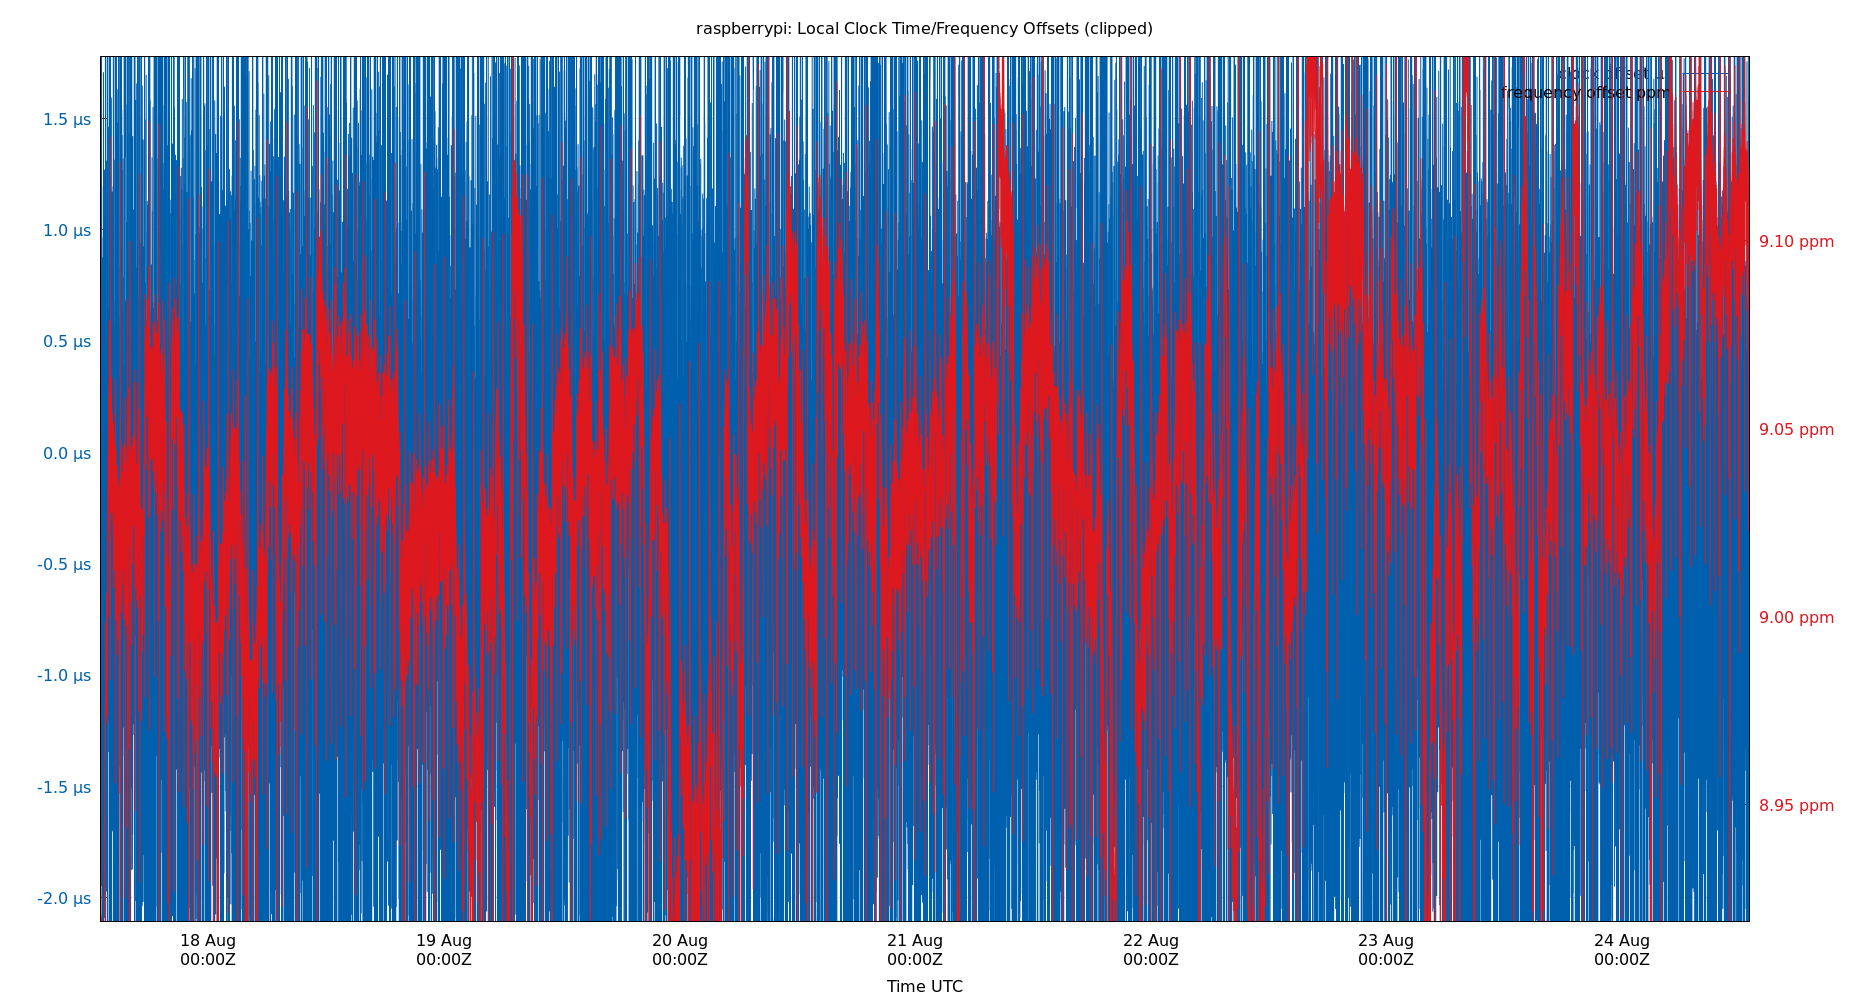 raspberrypi: Local Clock Time/Frequency Offsets (clipped)
clock offset
frequency offset ppm
1.5 µs
1.0 µs
0.5 µs
0.0 µs
-0.5 µs
-1.0 µs
-1.5 µs
-2.0 µs
9.10 ppm
9.05 ppm
9.00 ppm
8.95 ppm
18 Aug
00:00Z
19 Aug
00:00Z
20 Aug
00:00Z
21 Aug
00:00Z
22 Aug
00:00Z
23 Aug
00:00Z
24 Aug
00:00Z
Time UTC